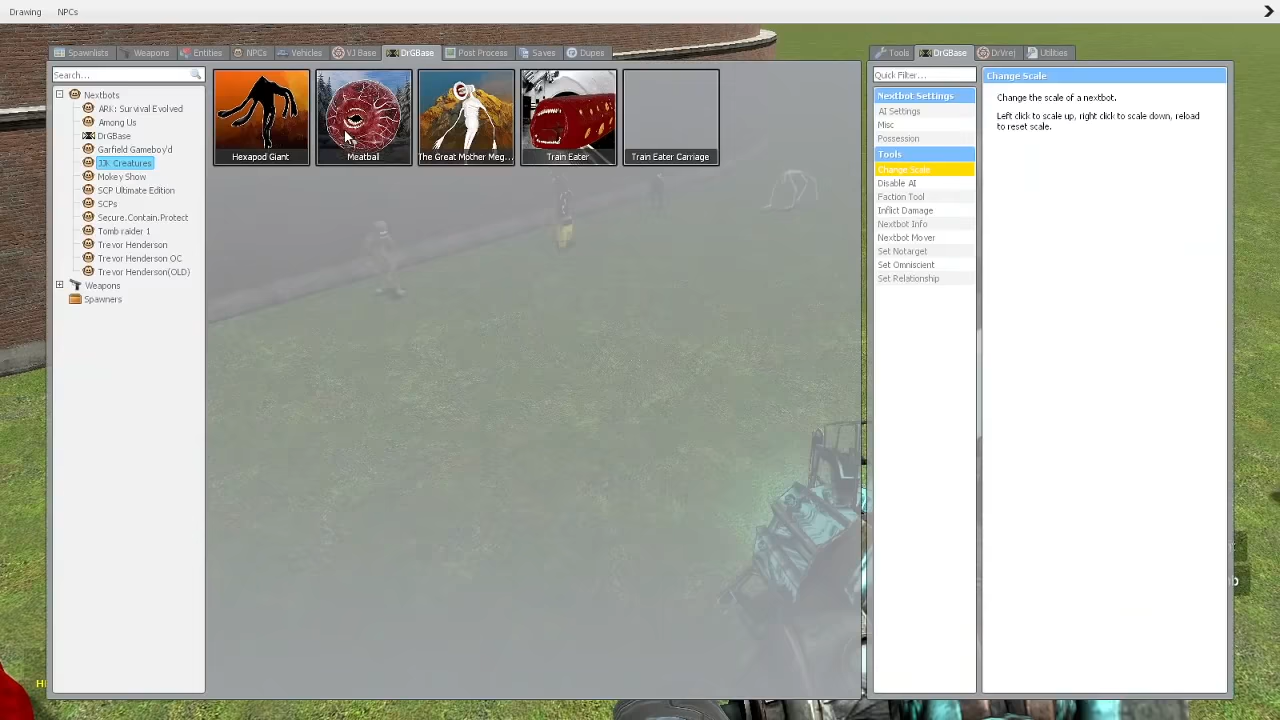 Drawing NPCs
Spawnlists Weapons Entities NPCs Vehicles VJ Base DrGBase Post Process Saves Dupes
Search...
Nextbots
ARK: Survival Evolved
Among Us
DrGBase
Garfield Gameboy'd
JJK Creatures
Mokey Show
SCP Ultimate Edition
SCPs
Secure.Contain.Protect
Tomb raider 1
Trevor Henderson
Trevor Henderson OC
Trevor Henderson(OLD)
Weapons
Spawners
Hexapod Giant
Meatball
The Great Mother Meg...
Train Eater
Train Eater Carriage
Tools DrGBase DrVrej Utilities
Quick Filter...
Nextbot Settings
AI Settings
Misc
Possession
Tools
Change Scale
Disable AI
Faction Tool
Inflict Damage
Nextbot Info
Nextbot Mover
Set Notarget
Set Omniscient
Set Relationship
Change Scale
Change the scale of a nextbot.
Left click to scale up, right click to scale down, reload
to reset scale.